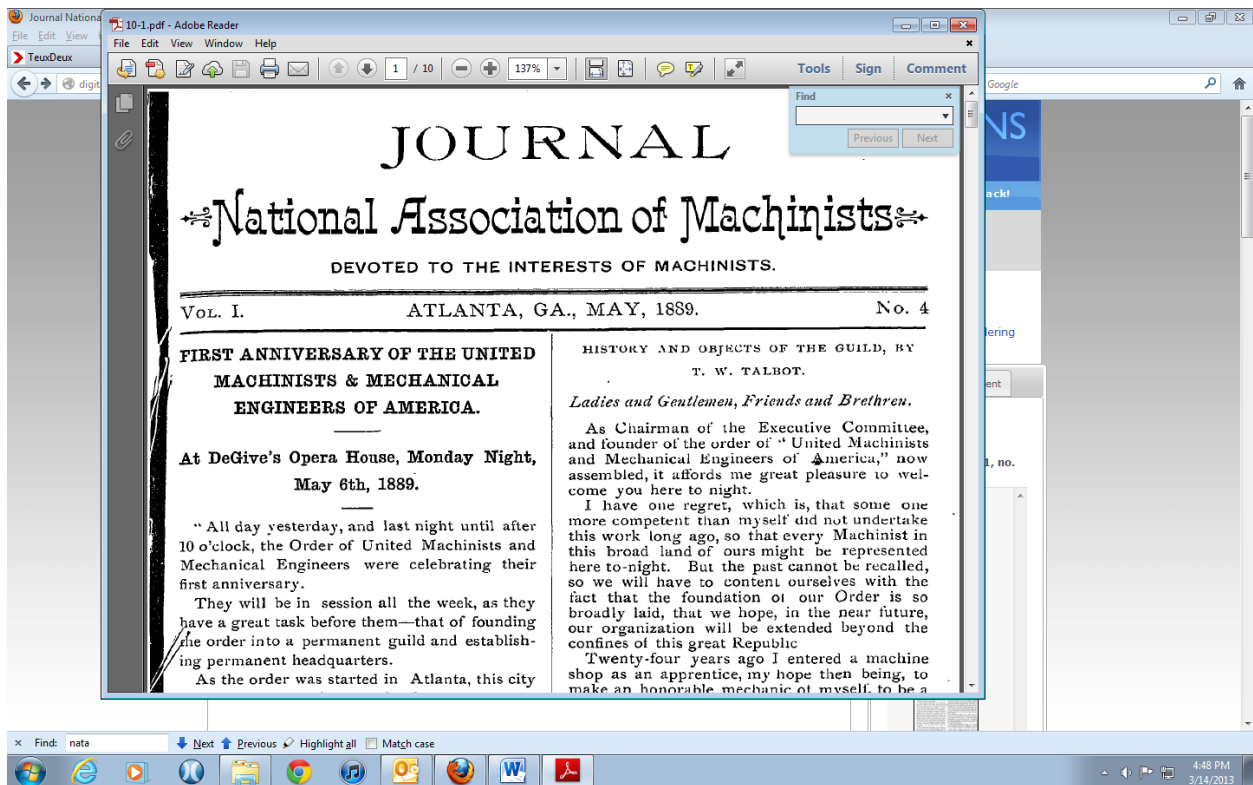 Journal Nationa
File Edit View
TeuxDeux
digit
Google
10-1.pdf - Adobe Reader
File Edit View Window Help
1 / 10
137%
Tools Sign Comment
Find
Previous Next
NS
ack!
lering
ent
1, no.
JOURNAL
National Association of Machinists
DEVOTED TO THE INTERESTS OF MACHINISTS.
VOL. I. ATLANTA, GA., MAY, 1889. No. 4
FIRST ANNIVERSARY OF THE UNITED
MACHINISTS & MECHANICAL
ENGINEERS OF AMERICA.
At DeGive's Opera House, Monday Night,
May 6th, 1889.
"All day yesterday, and last night until after
10 o'clock, the Order of United Machinists and
Mechanical Engineers were celebrating their
first anniversary.
They will be in session all the week, as they
have a great task before them—that of founding
the order into a permanent guild and establish-
ing permanent headquarters.
As the order was started in Atlanta, this city
HISTORY AND OBJECTS OF THE GUILD, BY
T. W. TALBOT.
Ladies and Gentlemen, Friends and Brethren.
As Chairman of the Executive Committee,
and founder of the order of "United Machinists
and Mechanical Engineers of America," now
assembled, it affords me great pleasure to wel-
come you here to night.
I have one regret, which is, that some one
more competent than myself did not undertake
this work long ago, so that every Machinist in
this broad land of ours might be represented
here to-night. But the past cannot be recalled,
so we will have to content ourselves with the
fact that the foundation of our Order is so
broadly laid, that we hope, in the near future,
our organization will be extended beyond the
confines of this great Republic
Twenty-four years ago I entered a machine
shop as an apprentice, my hope then being, to
make an honorable mechanic of myself, to be a
Find: nata Next Previous Highlight all Match case
4:48 PM
3/14/2013